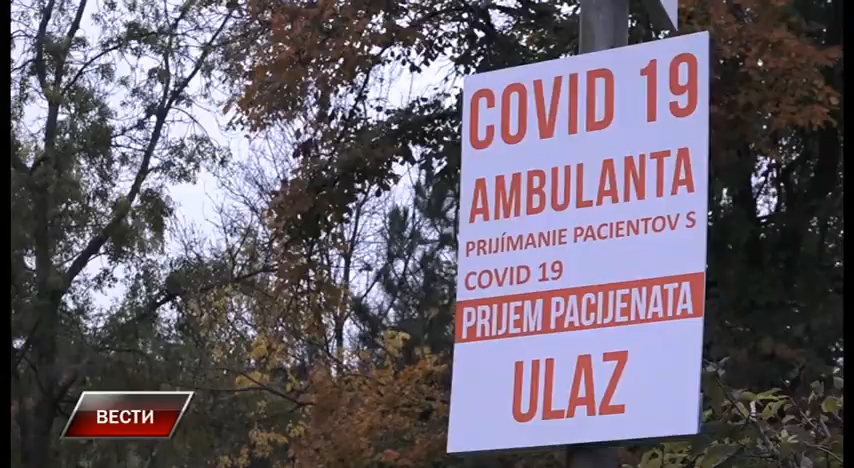 COVID 19
AMBULANTA
PRIJÍMANIE PACIENTOV S
COVID 19
PRIJEM PACIJENATA
ULAZ
ВЕСТИ